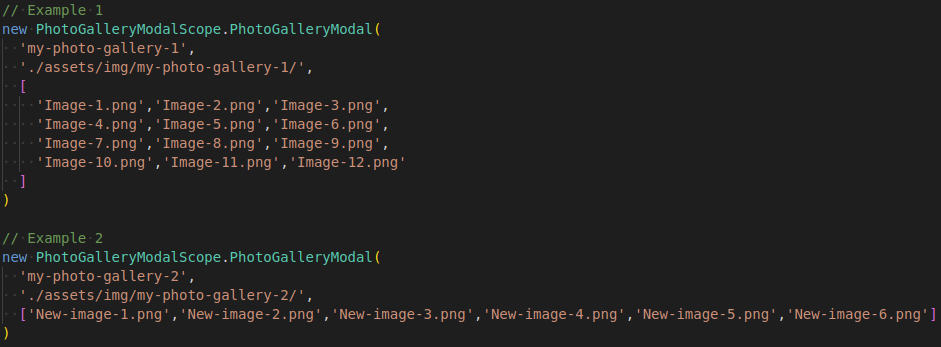 // Example 1
new PhotoGalleryModalScope.PhotoGalleryModal(
'my-photo-gallery-1',
'./assets/img/my-photo-gallery-1/',
[
'Image-1.png','Image-2.png','Image-3.png',
'Image-4.png','Image-5.png','Image-6.png',
'Image-7.png','Image-8.png','Image-9.png',
'Image-10.png','Image-11.png','Image-12.png'
]
)
// Example 2
new PhotoGalleryModalScope.PhotoGalleryModal(
'my-photo-gallery-2',
'./assets/img/my-photo-gallery-2/',
['New-image-1.png','New-image-2.png','New-image-3.png','New-image-4.png','New-image-5.png','New-image-6.png']
)